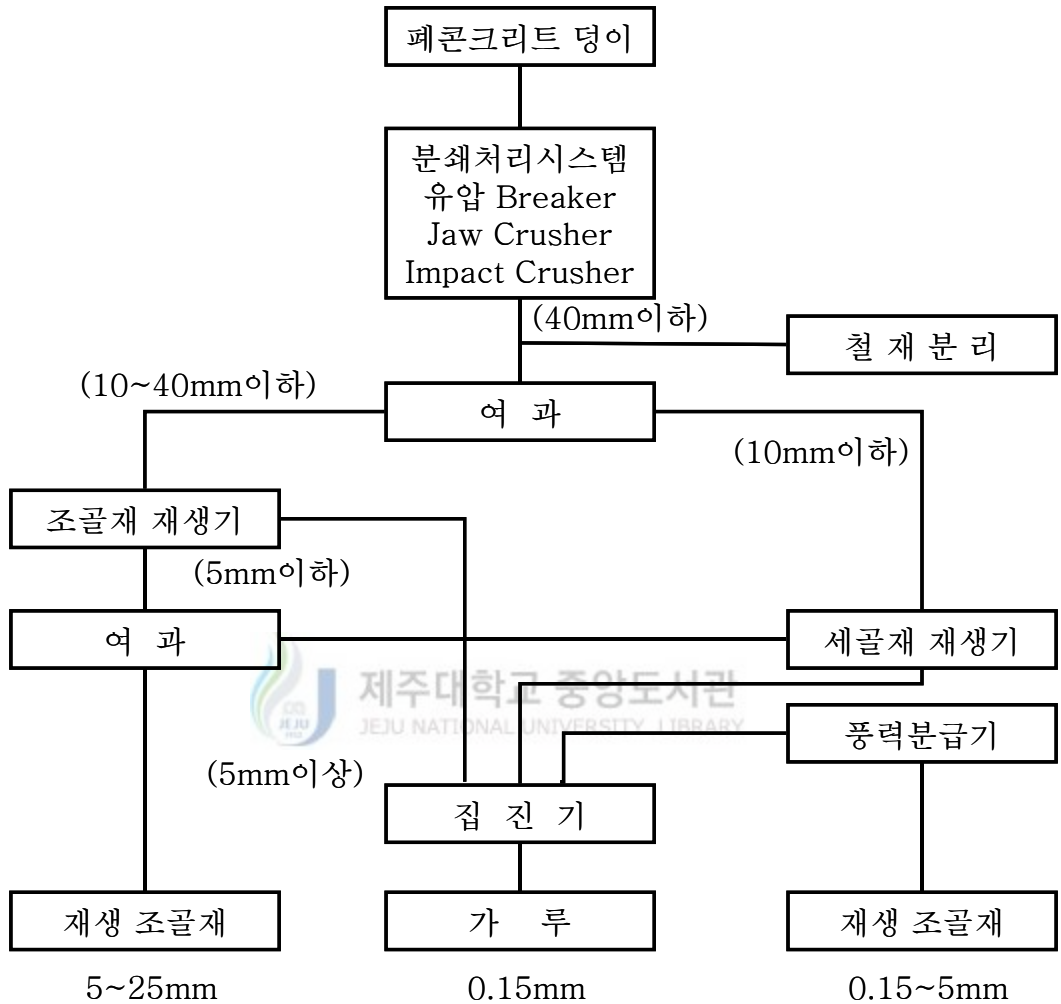 폐콘크리트 덩이
분쇄처리시스템
유압 Breaker
Jaw Crusher
Impact Crusher
(40mm이하)
철 재 분 리
(10~40mm이하)
여 과
(10mm이하)
조골재 재생기
(5mm이하)
여 과
세골재 재생기
제주대학교 중앙도서관
JEJU NATIONAL UNIVERSITY LIBRARY
JEJU
1952
풍력분급기
(5mm이상)
집 진 기
재생 조골재
가 루
재생 조골재
5~25mm
0.15mm
0.15~5mm